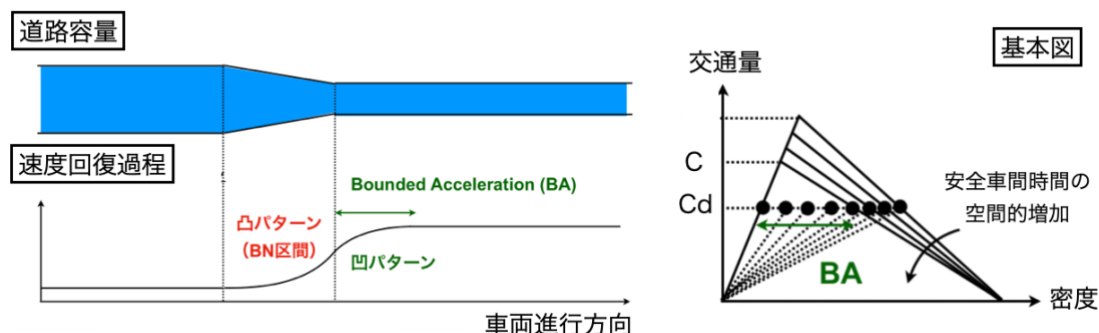 道路容量
速度回復過程
Bounded Acceleration (BA)
凸パターン
（BN区間）
凹パターン
車両進行方向
基本図
交通量
C
Cd
安全車間時間の
空間的増加
BA
密度